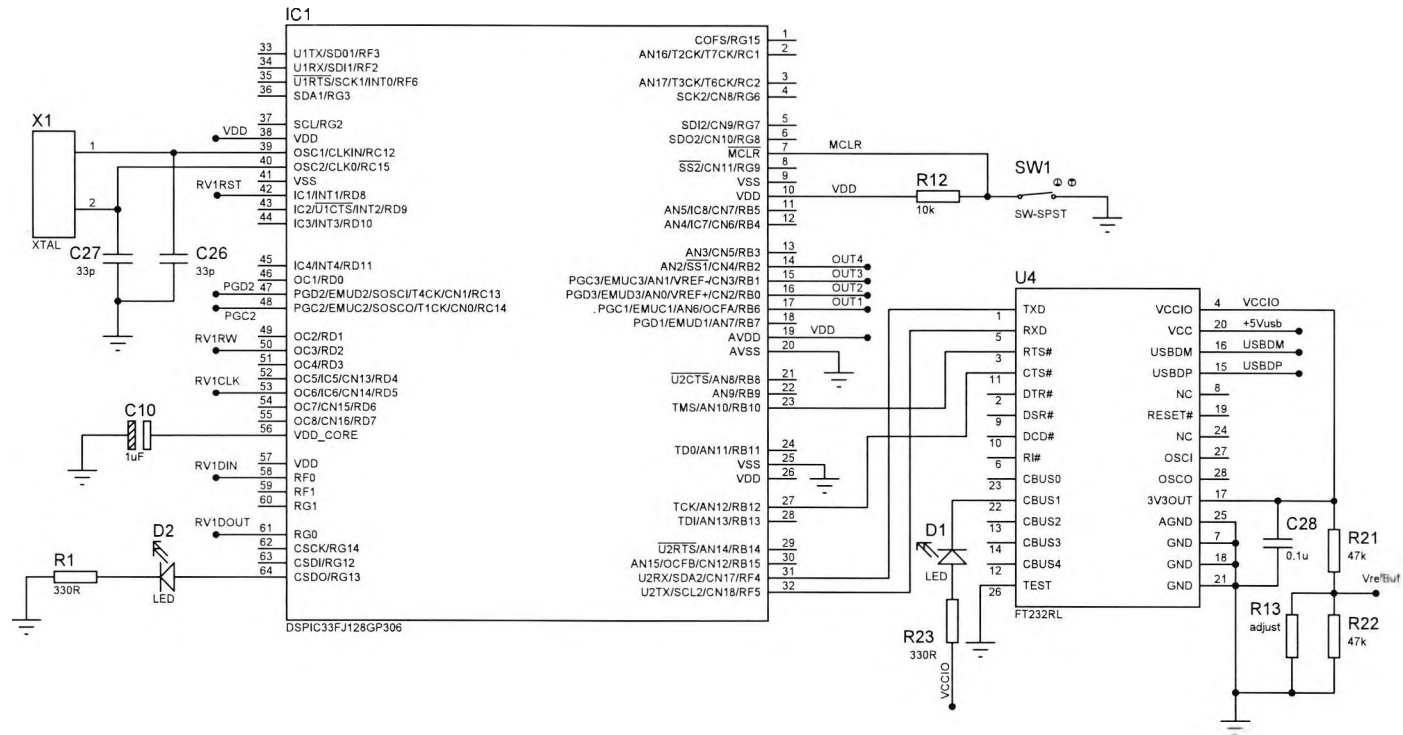 IC1
33 U1TX/SD01/RF3
34 U1RX/SDI1/RF2
35 U1RTS/SCK1/INT0/RF6
36 SDA1/RG3
37 SCL/RG2
VDD 38 VDD
39 OSC1/CLKIN/RC12
40 OSC2/CLK0/RC15
41 VSS
RV1RST 42 IC1/INT1/RD8
43 IC2/U1CTS/INT2/RD9
44 IC3/INT3/RD10
45 IC4/INT4/RD11
46 OC1/RD0
PGD2 47 PGD2/EMUD2/SOSCI/T4CK/CN1/RC13
PGC2 48 PGC2/EMUC2/SOSCO/T1CK/CN0/RC14
49 OC2/RD1
RV1RW 50 OC3/RD2
51 OC4/RD3
52 OC5/IC5/CN13/RD4
RV1CLK 53 OC6/IC6/CN14/RD5
54 OC7/CN15/RD6
55 OC8/CN16/RD7
56 VDD_CORE
57 VDD
RV1DIN 58 RF0
59 RF1
60 RG1
RV1DOUT 61 RG0
62 CSCK/RG14
63 CSDI/RG12
64 CSDO/RG13
COFS/RG15 1
AN16/T2CK/T7CK/RC1 2
AN17/T3CK/T6CK/RC2 3
SCK2/CN8/RG6 4
SDI2/CN9/RG7 5
SDO2/CN10/RG8 6
MCLR 7 MCLR
SS2/CN11/RG9 8
VSS 9
VDD 10 VDD
AN5/IC8/CN7/RB5 11
AN4/IC7/CN6/RB4 12
AN3/CN5/RB3 13
AN2/SS1/CN4/RB2 14 OUT4
PGC3/EMUC3/AN1/VREF-/CN3/RB1 15 OUT3
PGD3/EMUD3/AN0/VREF+/CN2/RB0 16 OUT2
.PGC1/EMUC1/AN6/OCFA/RB6 17 OUT1
PGD1/EMUD1/AN7/RB7 18
AVDD 19 VDD
AVSS 20
U2CTS/AN8/RB8 21
AN9/RB9 22
TMS/AN10/RB10 23
TD0/AN11/RB11 24
VSS 25
VDD 26
TCK/AN12/RB12 27
TDI/AN13/RB13 28
U2RTS/AN14/RB14 29
AN15/OCFB/CN12/RB15 30
U2RX/SDA2/CN17/RF4 31
U2TX/SCL2/CN18/RF5 32
DSPIC33FJ128GP306
X1
1
2
XTAL
C27
33p
C26
33p
C10
1uF
D2
LED
R1
330R
R12
10k
SW1
SW-SPST
U4
1 TXD
5 RXD
3 RTS#
11 CTS#
2 DTR#
9 DSR#
10 DCD#
6 RI#
23 CBUS0
22 CBUS1
13 CBUS2
14 CBUS3
12 CBUS4
26 TEST
VCCIO 4 VCCIO
VCC 20 +5Vusb
USBDM 16 USBDM
USBDP 15 USBDP
NC 8
RESET# 19
NC 24
OSCI 27
OSCO 28
3V3OUT 17
AGND 25
GND 7
GND 18
GND 21
FT232RL
D1
LED
R23
330R
VCCIO
C28
0.1u
R21
47k
VrefBuf
R13
adjust
R22
47k